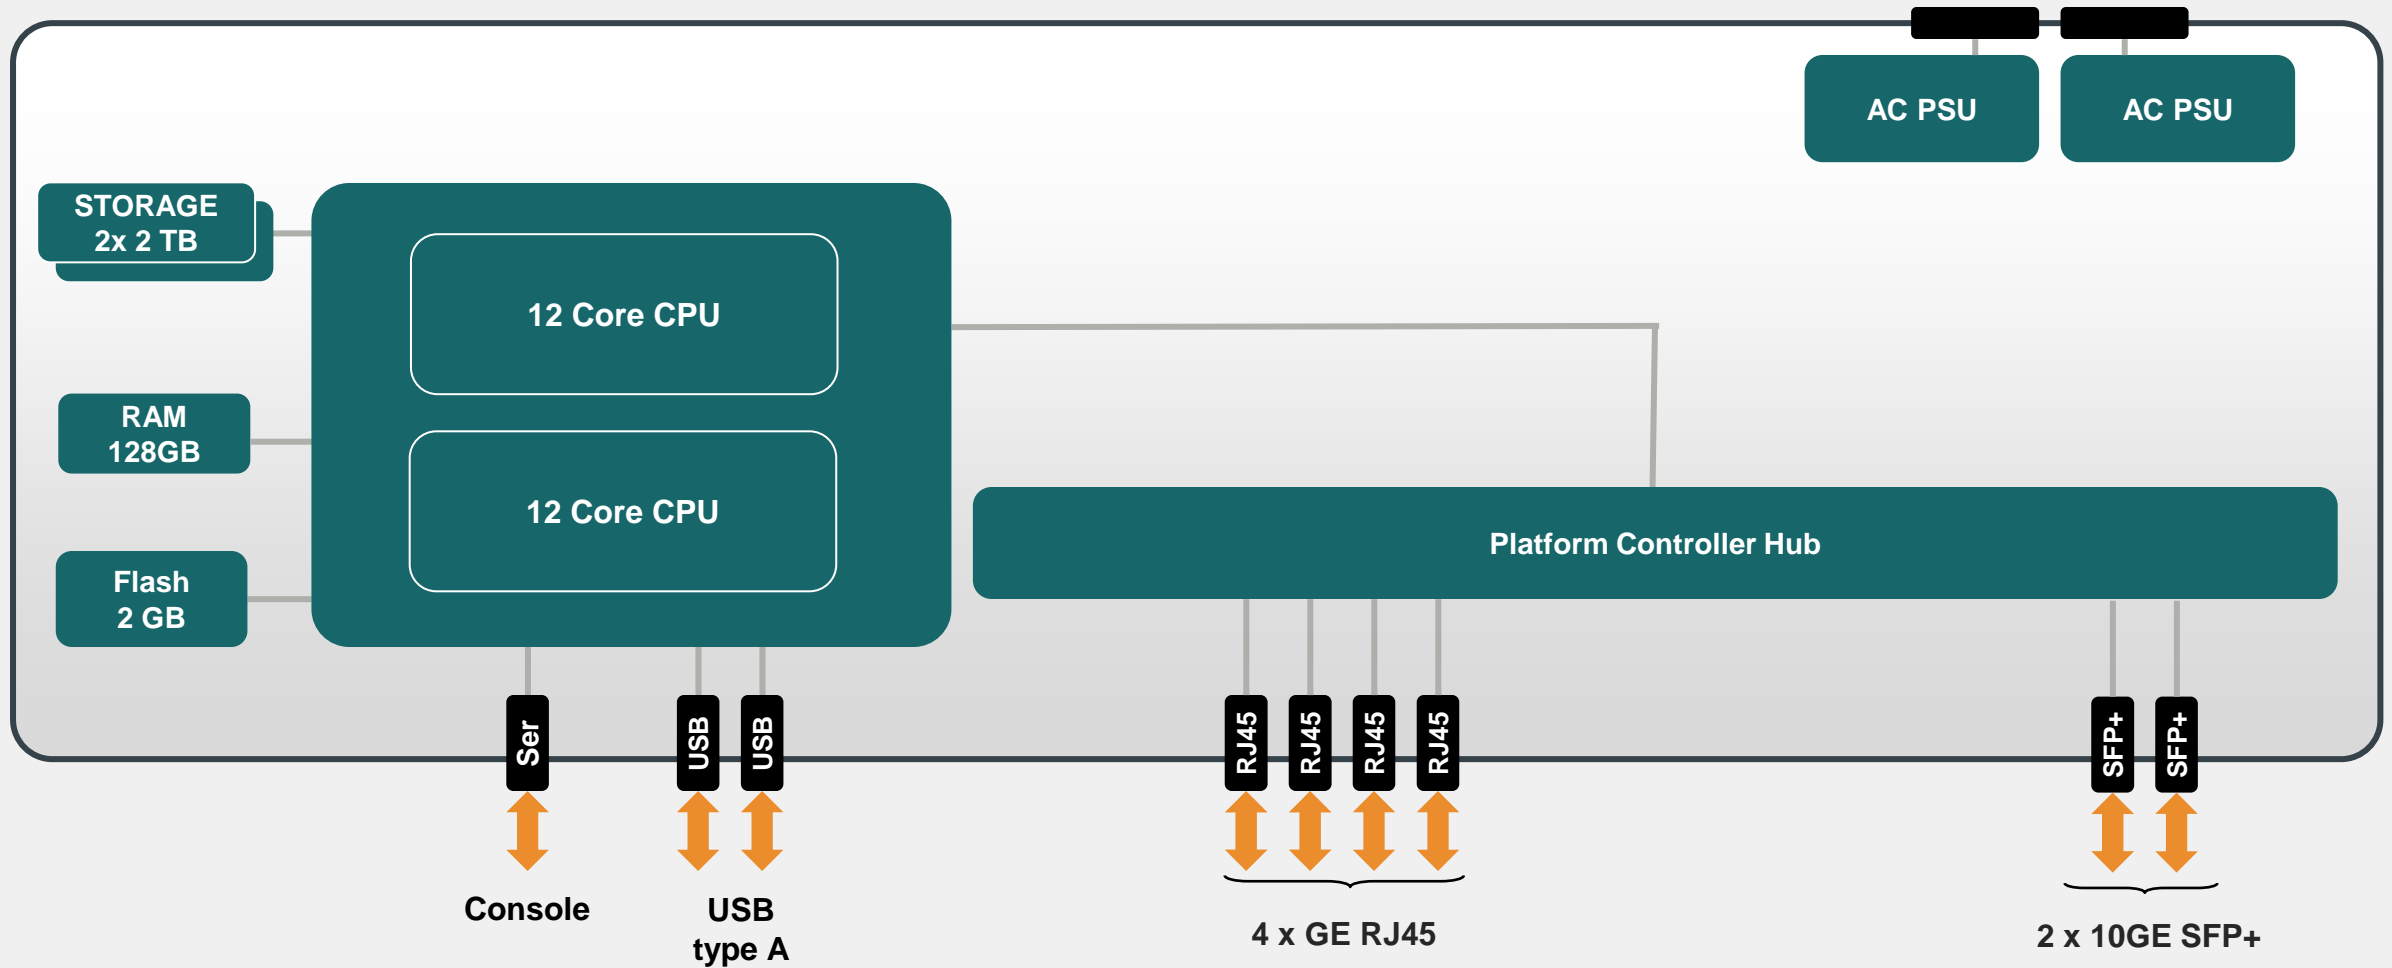 AC PSU
AC PSU
STORAGE
2x 2 TB
12 Core CPU
RAM
128GB
12 Core CPU
Platform Controller Hub
Flash
2 GB
Ser
USB
USB
RJ45
RJ45
RJ45
RJ45
SFP+
SFP+
Console
USB
type A
4 x GE RJ45
2 x 10GE SFP+